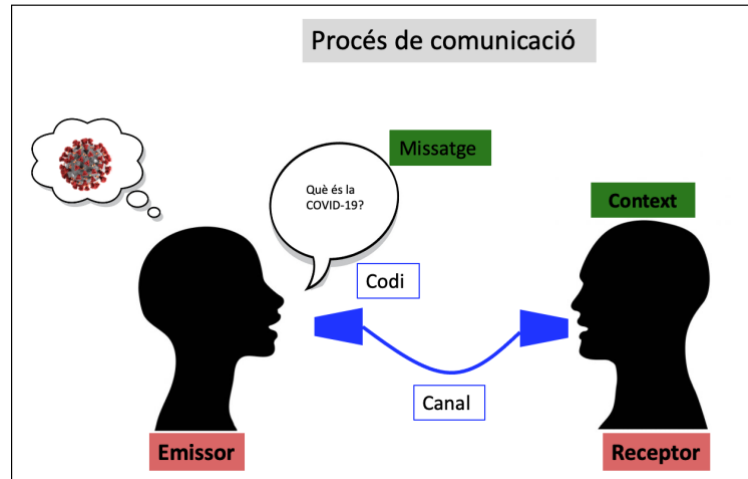 Procés de comunicació
Missatge
Què és la
COVID-19?
Context
Codi
Canal
Emissor
Receptor